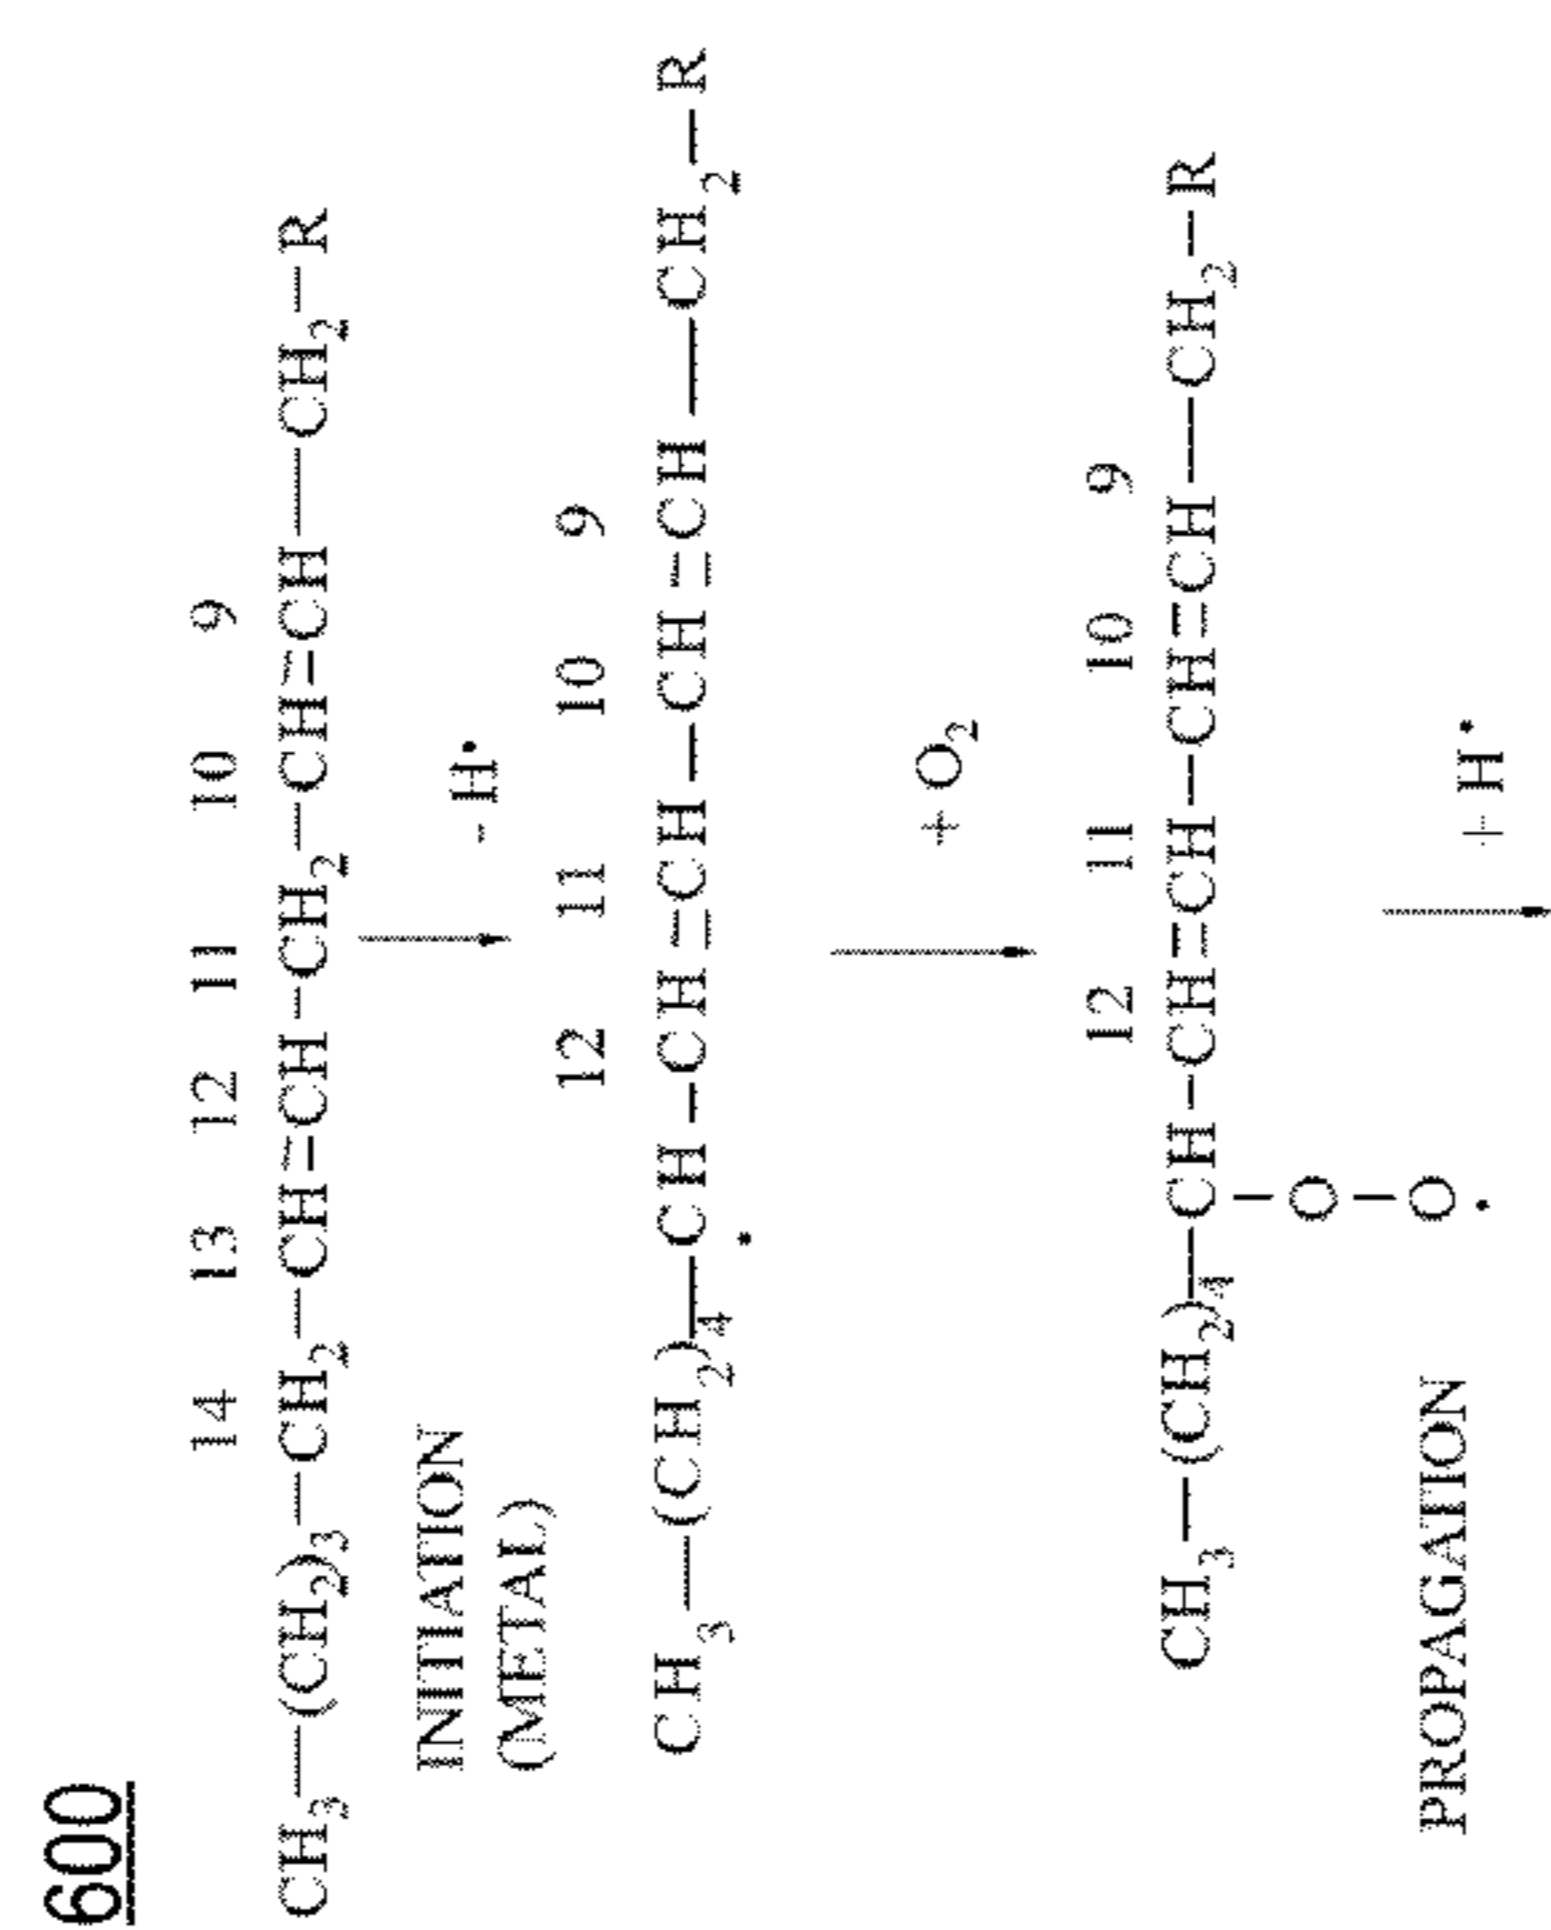 600
14 13 12 11 10 9
CH3—(CH2)3—CH2—CH=CH-CH2-CH=CH—CH2-R
INITIATION
(METAL)
- H•
12 11 10 9
CH3—(CH2)4—CH-CH=CH-CH=CH—CH2-R
•
+ O2
12 11 10 9
CH3-(CH2)4-CH-CH=CH-CH=CH—CH2-R
O
O
•
PROPAGATION
+ H•